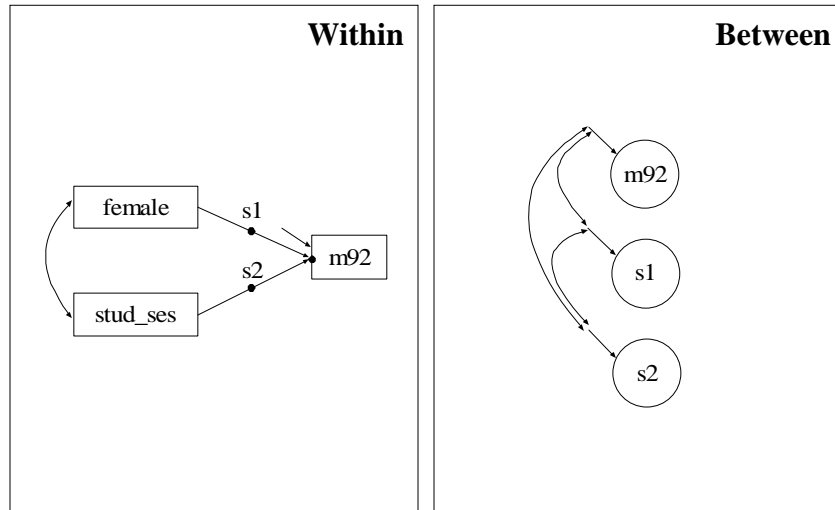 Within
female
s1
m92
s2
stud_ses
Between
m92
s1
s2